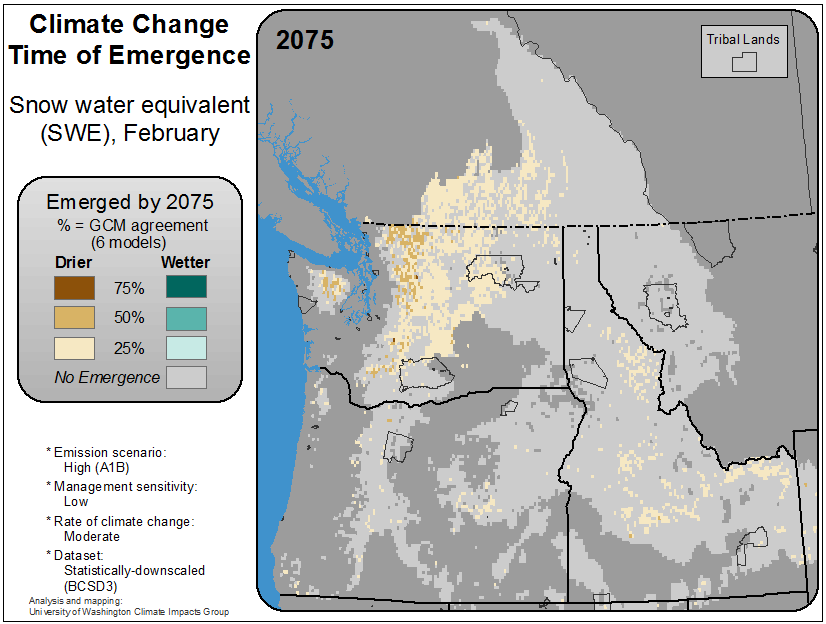 Climate Change
Time of Emergence
Snow water equivalent
(SWE), February
Emerged by 2075
% = GCM agreement
(6 models)
Drier Wetter
75%
50%
25%
No Emergence
* Emission scenario:
High (A1B)
* Management sensitivity:
Low
* Rate of climate change:
Moderate
* Dataset:
Statistically-downscaled
(BCSD3)
Analysis and mapping:
University of Washington Climate Impacts Group
2075
Tribal Lands